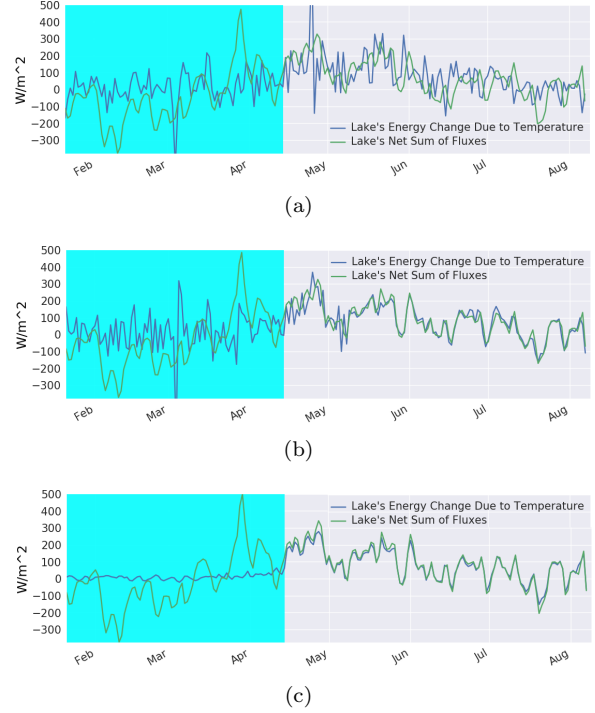 500
400
300
200
100
0
−100
−200
−300
W/m^2
Lake's Energy Change Due to Temperature
Lake's Net Sum of Fluxes
Feb Mar Apr May Jun Jul Aug
(a)
500
400
300
200
100
0
−100
−200
−300
W/m^2
Lake's Energy Change Due to Temperature
Lake's Net Sum of Fluxes
Feb Mar Apr May Jun Jul Aug
(b)
500
400
300
200
100
0
−100
−200
−300
W/m^2
Lake's Energy Change Due to Temperature
Lake's Net Sum of Fluxes
Feb Mar Apr May Jun Jul Aug
(c)